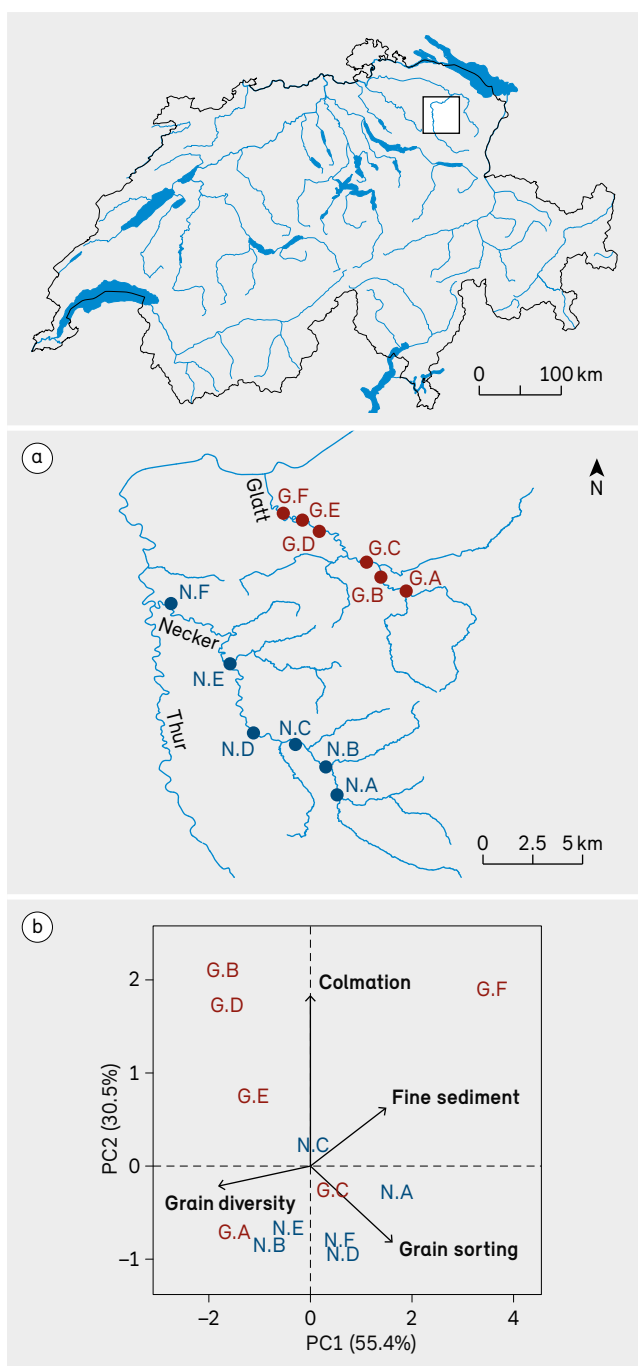 0 100 km
a
N
Glatt
G.F
G.E
G.D
G.C
G.B
G.A
N.F
Necker
N.E
Thur
N.D
N.C
N.B
N.A
0 2.5 5 km
b
G.B
Colmation
G.F
G.D
2
Fine sediment
1
G.E
PC2 (30.5%)
N.C
0
G.C
N.A
Grain diversity
G.A
N.E
N.B
N.F
N.D
Grain sorting
−1
−2 0 2 4
PC1 (55.4%)